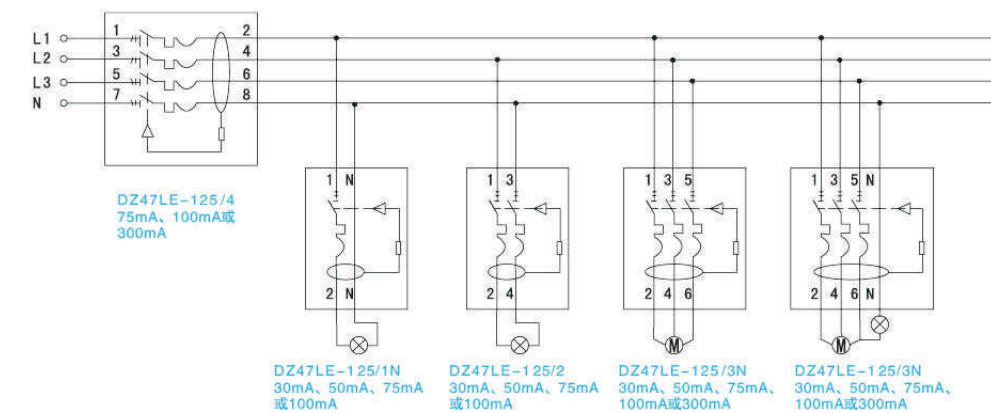 L1
L2
L3
N
1
3
5
7
2
4
6
8
DZ47LE-125/4
75mA、100mA或
300mA
1 N
2 N
DZ47LE-125/1N
30mA、50mA、75mA
或100mA
1 3
2 4
DZ47LE-125/2
30mA、50mA、75mA
或100mA
1 3 5
2 4 6
M
DZ47LE-125/3N
30mA、50mA、75mA、
100mA或300mA
1 3 5 N
2 4 6 N
M
DZ47LE-125/3N
30mA、50mA、75mA、
100mA或300mA